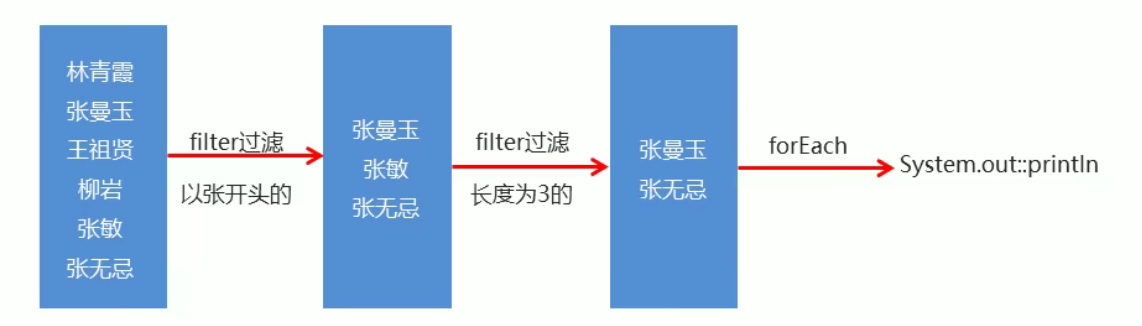 林青霞
张曼玉
王祖贤
柳岩
张敏
张无忌
filter过滤
以张开头的
张曼玉
张敏
张无忌
filter过滤
长度为3的
张曼玉
张无忌
forEach
System.out::println